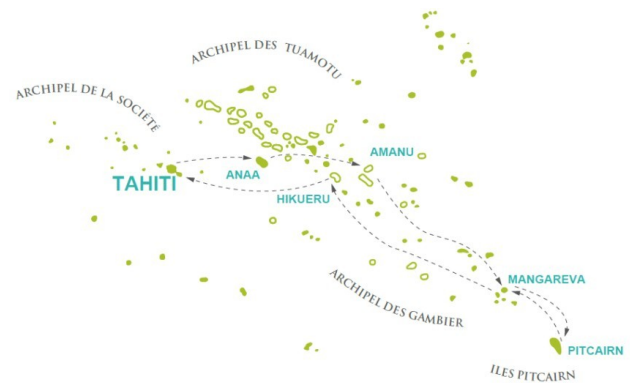 ARCHIPEL DES TUAMOTU
ARCHIPEL DE LA SOCIÉTÉ
AMANU
TAHITI
ANAA
HIKUERU
MANGAREVA
ARCHIPEL DES GAMBIER
PITCAIRN
ILES PITCAIRN